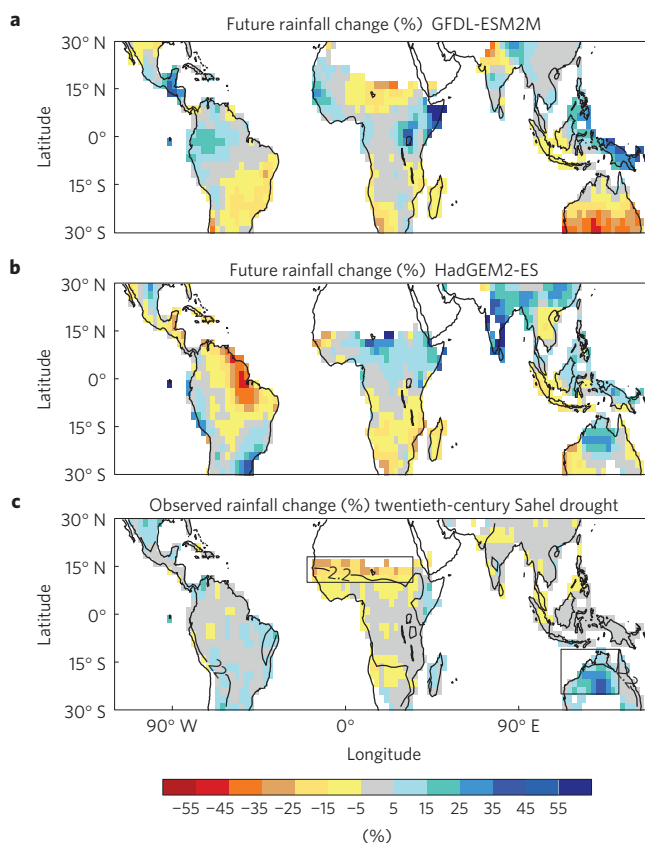 a
Future rainfall change (%) GFDL-ESM2M
30° N
15° N
0°
15° S
30° S
Latitude
b
Future rainfall change (%) HadGEM2-ES
30° N
15° N
0°
15° S
30° S
Latitude
c
Observed rainfall change (%) twentieth-century Sahel drought
30° N
15° N
0°
15° S
30° S
Latitude
2.2
90° W 0° 90° E
Longitude
−55 −45 −35 −25 −15 −5 5 15 25 35 45 55
(%)